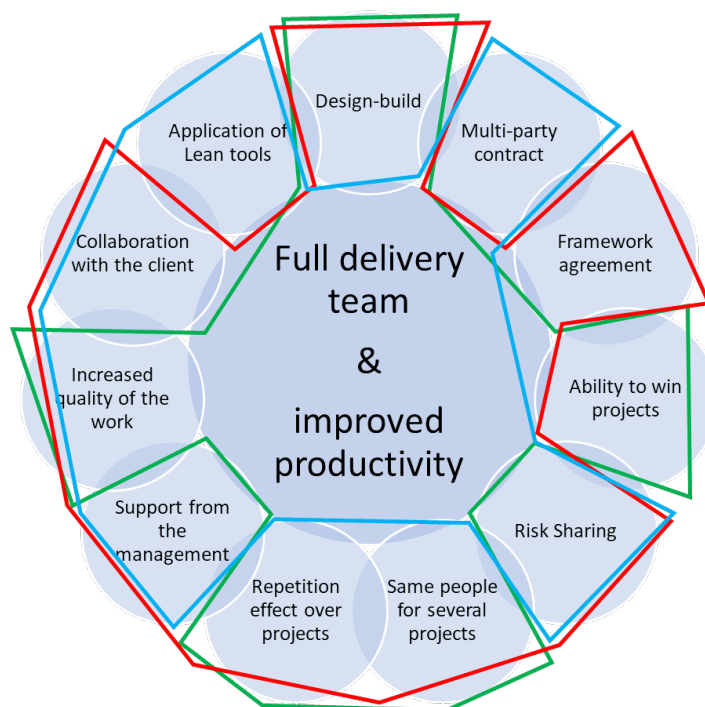 Design-build
Multi-party
contract
Framework
agreement
Ability to win
projects
Risk Sharing
Same people
for several
projects
Repetition
effect over
projects
Support from
the
management
Increased
quality of the
work
Collaboration
with the client
Application of
Lean tools
Full delivery
team
&
improved
productivity